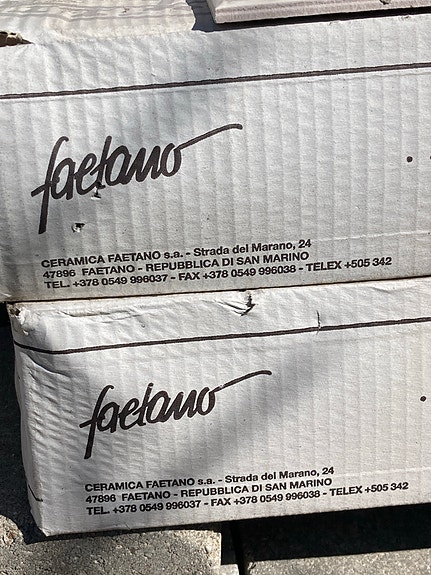 faetano
CERAMICA FAETANO s.a. - Strada del Marano, 24
47896 FAETANO - REPUBBLICA DI SAN MARINO
TEL. +378 0549 996037 - FAX +378 0549 996038 - TELEX +505 342
faetano
CERAMICA FAETANO s.a. - Strada del Marano, 24
47896 FAETANO - REPUBBLICA DI SAN MARINO
TEL. +378 0549 996037 - FAX +378 0549 996038 - TELEX +505 342